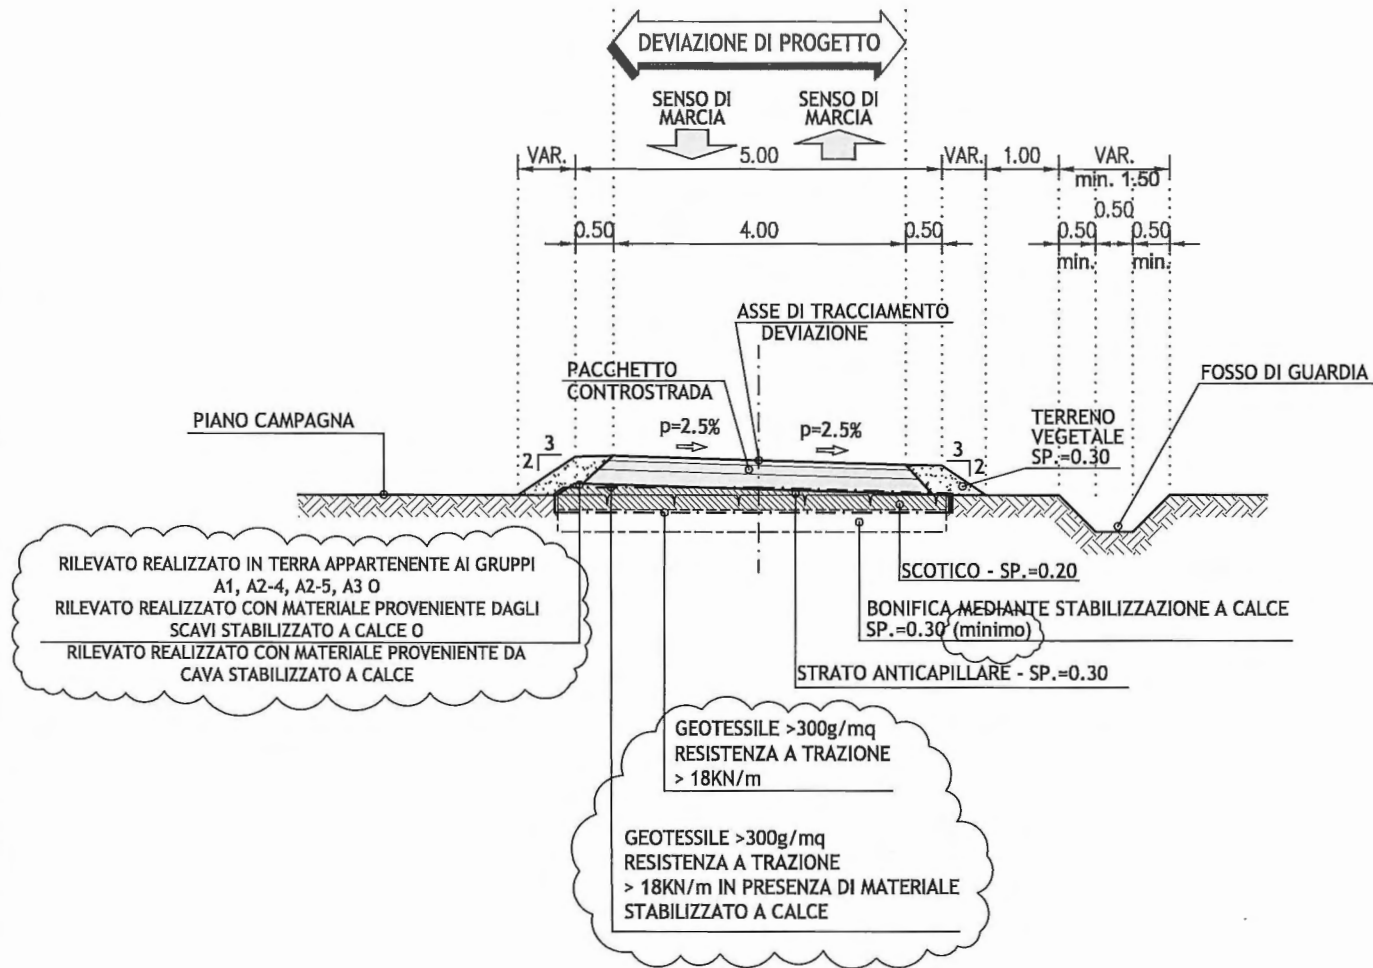 DEVIAZIONE DI PROGETTO
SENSO DI
MARCIA
SENSO DI
MARCIA
VAR.
5.00
VAR.
1.00
VAR.
min. 1.50
0.50
0.50
4.00
0.50
0.50
min.
0.50
min.
ASSE DI TRACCIAMENTO
DEVIAZIONE
PACCHETTO
CONTROSTRADA
FOSSO DI GUARDIA
PIANO CAMPAGNA
p=2.5%
p=2.5%
TERRENO
VEGETALE
SP.=0.30
3
2
3
2
RILEVATO REALIZZATO IN TERRA APPARTENENTE AI GRUPPI
A1, A2-4, A2-5, A3 O
RILEVATO REALIZZATO CON MATERIALE PROVENIENTE DAGLI
SCAVI STABILIZZATO A CALCE O
RILEVATO REALIZZATO CON MATERIALE PROVENIENTE DA
CAVA STABILIZZATO A CALCE
SCOTICO - SP.=0.20
BONIFICA MEDIANTE STABILIZZAZIONE A CALCE
SP.=0.30 (minimo)
STRATO ANTICAPILLARE - SP.=0.30
GEOTESSILE >300g/mq
RESISTENZA A TRAZIONE
> 18KN/m
GEOTESSILE >300g/mq
RESISTENZA A TRAZIONE
> 18KN/m IN PRESENZA DI MATERIALE
STABILIZZATO A CALCE